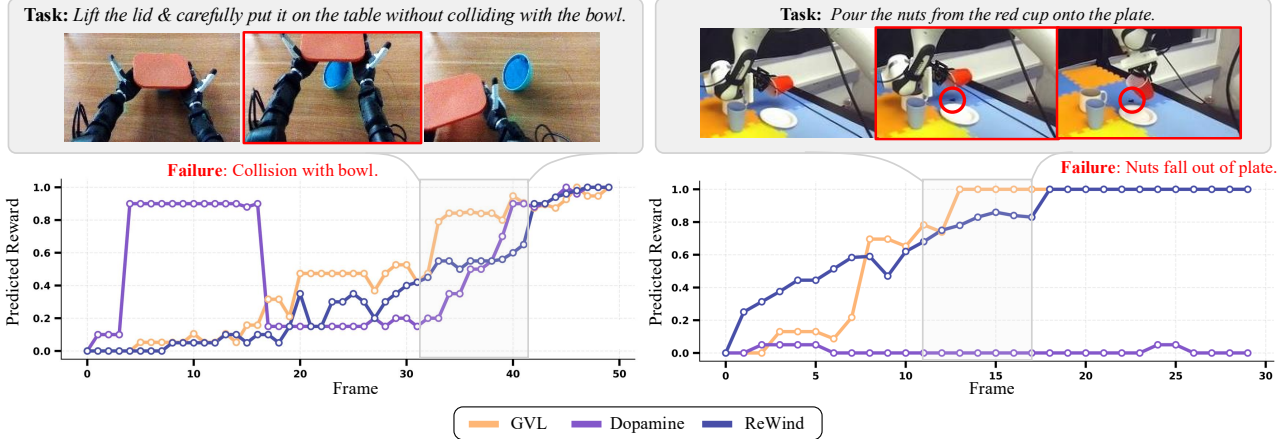 Task: Lift the lid & carefully put it on the table without colliding with the bowl.
Failure: Collision with bowl.
Predicted Reward
1.0
0.8
0.6
0.4
0.2
0.0
0
10
20
30
40
50
Frame
Task: Pour the nuts from the red cup onto the plate.
Failure: Nuts fall out of plate.
Predicted Reward
1.0
0.8
0.6
0.4
0.2
0.0
0
5
10
15
20
25
30
Frame
GVL
Dopamine
ReWind